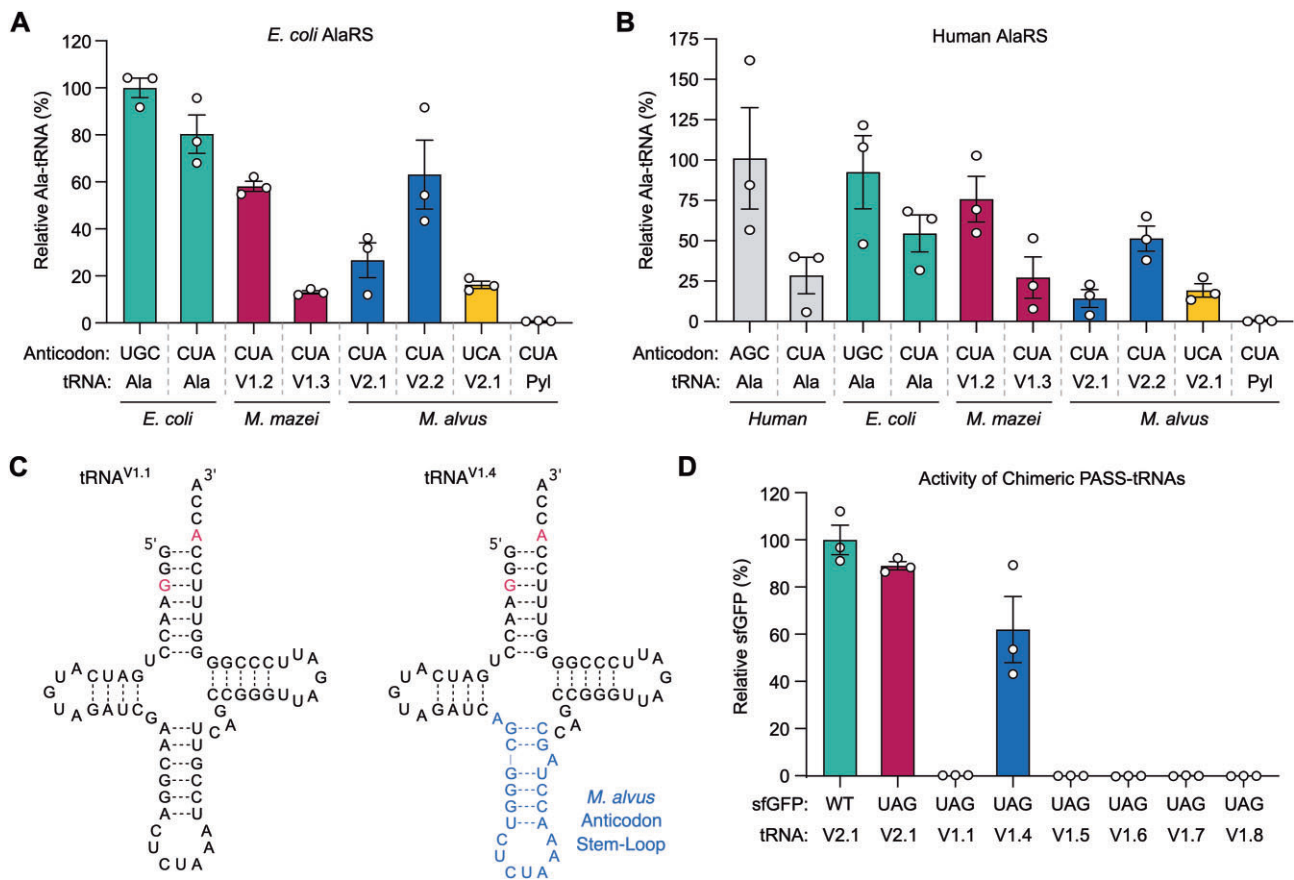 A
E. coli AlaRS
Relative Ala-tRNA (%)
120
100
80
60
40
20
0
Anticodon: UGC CUA CUA CUA CUA CUA UCA CUA
tRNA: Ala Ala V1.2 V1.3 V2.1 V2.2 V2.1 Pyl
E. coli M. mazei M. alvus
B
Human AlaRS
Relative Ala-tRNA (%)
175
150
125
100
75
50
25
0
Anticodon: AGC CUA UGC CUA CUA CUA CUA CUA UCA CUA
tRNA: Ala Ala Ala Ala V1.2 V1.3 V2.1 V2.2 V2.1 Pyl
Human E. coli M. mazei M. alvus
C
tRNAV1.1
3'
A
C
C
A
5'
tRNAV1.4
3'
A
C
C
A
5'
M. alvus
Anticodon
Stem-Loop
D
Activity of Chimeric PASS-tRNAs
Relative sfGFP (%)
120
100
80
60
40
20
0
sfGFP: WT UAG UAG UAG UAG UAG UAG UAG
tRNA: V2.1 V2.1 V1.1 V1.4 V1.5 V1.6 V1.7 V1.8